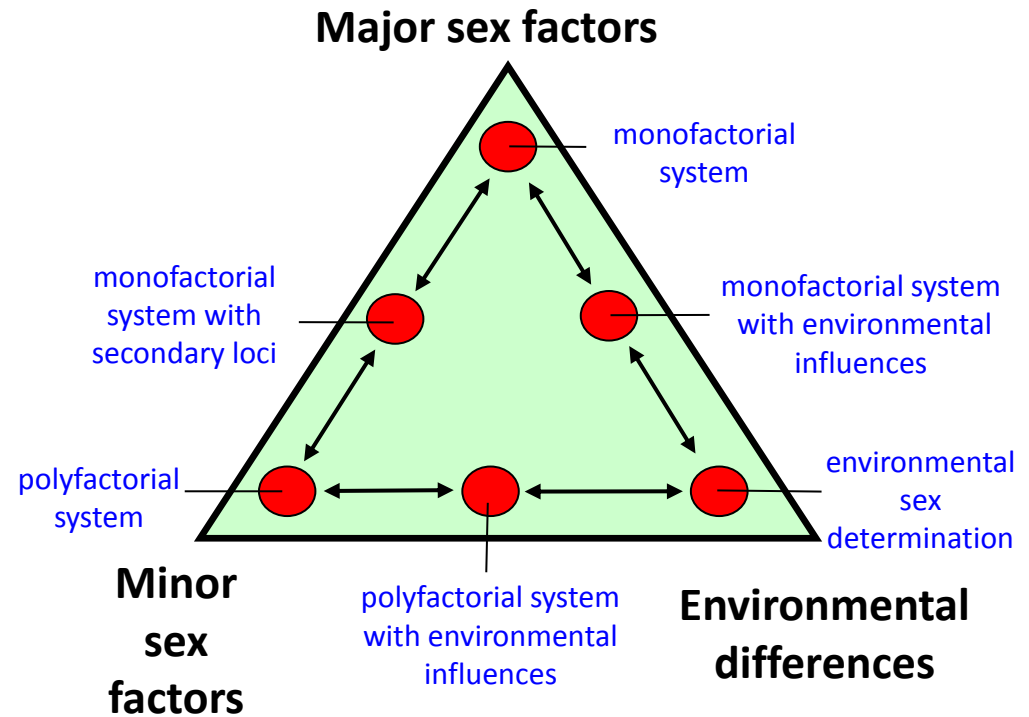 Major sex factors
monofactorial
system
monofactorial
system with
secondary loci
monofactorial system
with environmental
influences
polyfactorial
system
environmental
sex
determination
polyfactorial system
with environmental
influences
Minor
sex
factors
Environmental
differences